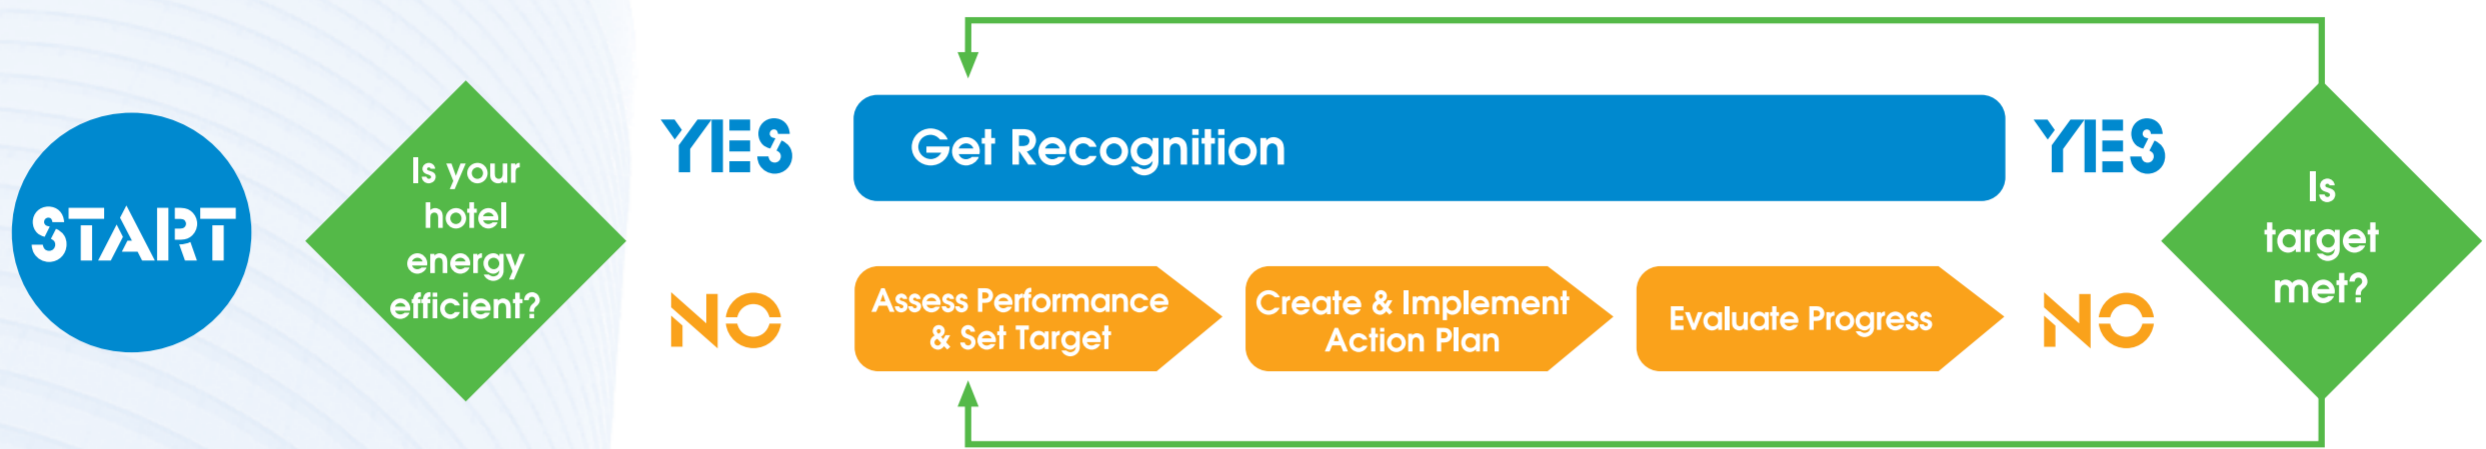 START
Is your
hotel
energy
efficient?
YES
Get Recognition
YES
NO
Assess Performance
& Set Target
Create & Implement
Action Plan
Evaluate Progress
NO
Is
target
met?